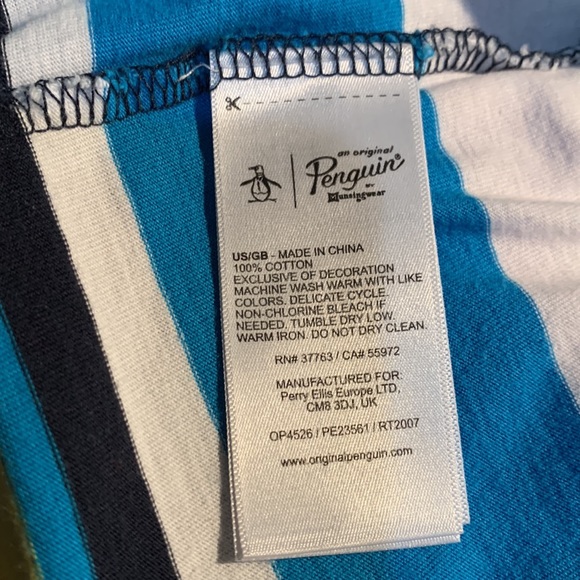 an original
Penguin®
BY
Munsingwear
US/GB - MADE IN CHINA
100% COTTON
EXCLUSIVE OF DECORATION
MACHINE WASH WARM WITH LIKE
COLORS. DELICATE CYCLE.
NON-CHLORINE BLEACH IF
NEEDED. TUMBLE DRY LOW.
WARM IRON. DO NOT DRY CLEAN.
RN# 37763 / CA# 55972
MANUFACTURED FOR:
Perry Ellis Europe LTD,
CM8 3DJ, UK
OP4526 / PE23561 / RT2007
www.originalpenguin.com